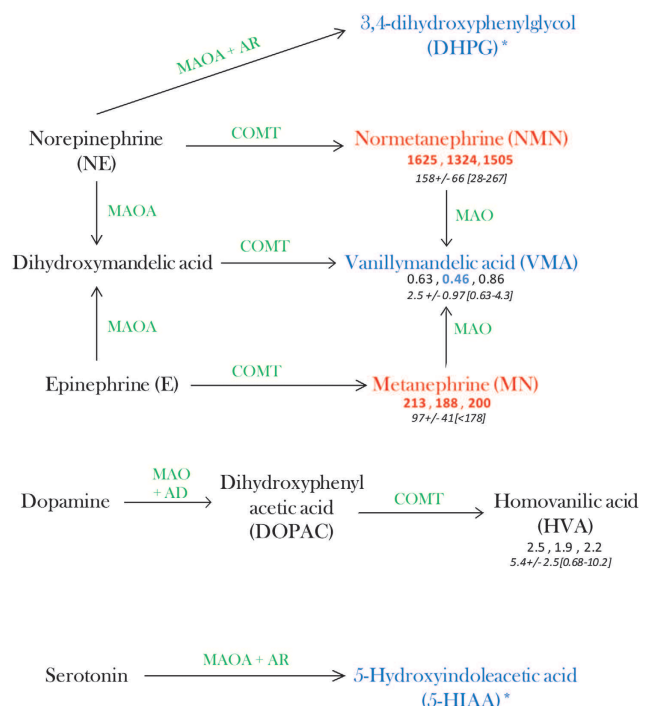 3,4-dihydroxyphenylglycol
(DHPG) *
MAOA + AR
Norepinephrine
(NE)
COMT
Normetanephrine (NMN)
1625 , 1324, 1505
158+/- 66 [28-267]
MAOA
MAO
Dihydroxymandelic acid
COMT
Vanillymandelic acid (VMA)
0.63 , 0.46 , 0.86
2.5 +/- 0.97 [0.63-4.3]
MAOA
MAO
Epinephrine (E)
COMT
Metanephrine (MN)
213 , 188 , 200
97+/- 41[<178]
Dopamine
MAO
+ AD
Dihydroxyphenyl
acetic acid
(DOPAC)
COMT
Homovanilic acid
(HVA)
2.5 , 1.9 , 2.2
5.4+/- 2.5[0.68-10.2]
Serotonin
MAOA + AR
5-Hydroxyindoleacetic acid
(5-HIAA) *